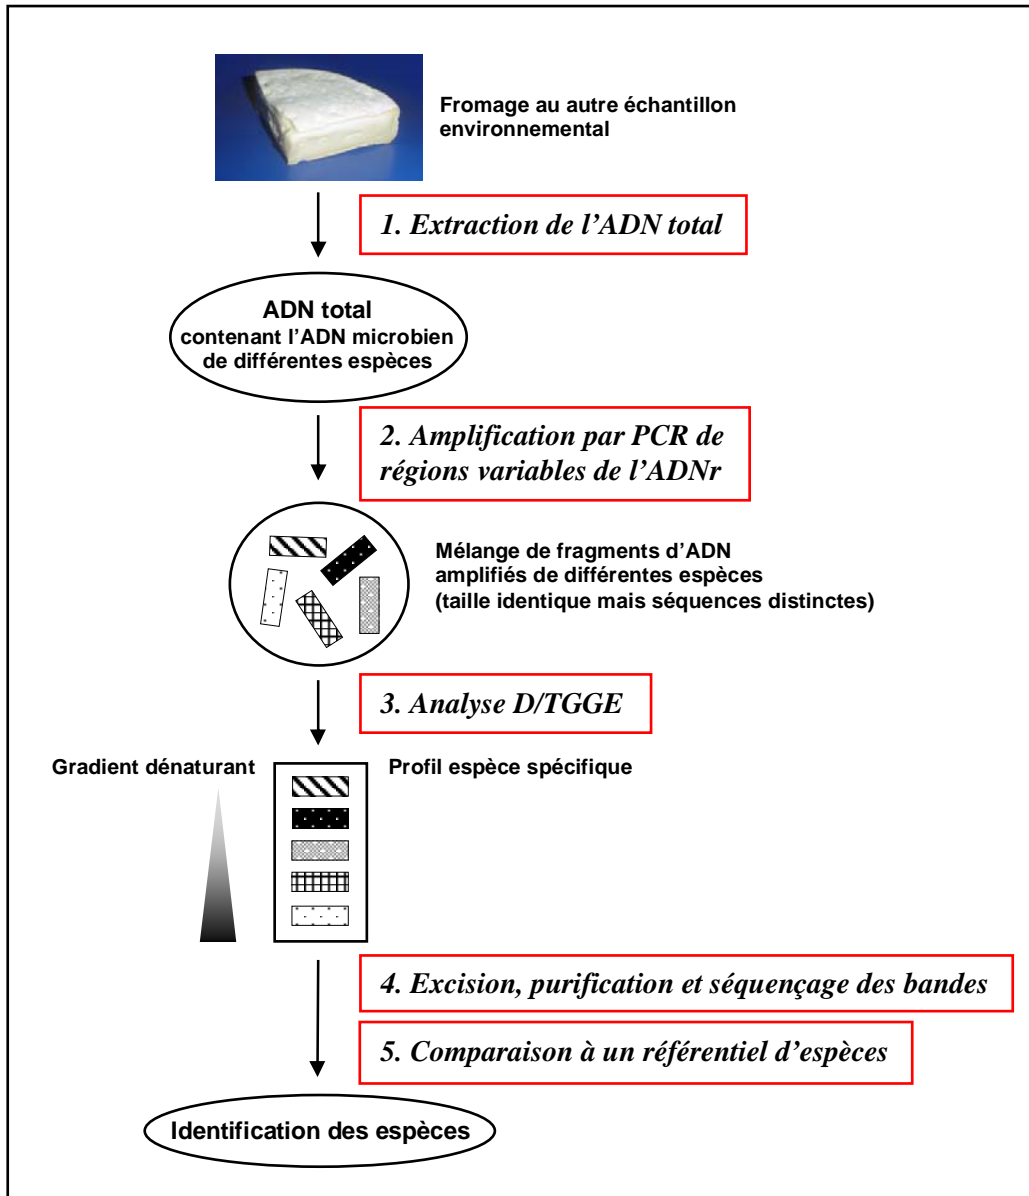 Fromage au autre échantillon
environnemental
1. Extraction de l’ADN total
ADN total
contenant l’ADN microbien
de différentes espèces
2. Amplification par PCR de
régions variables de l’ADNr
Mélange de fragments d’ADN
amplifiés de différentes espèces
(taille identique mais séquences distinctes)
3. Analyse D/TGGE
Gradient dénaturant
Profil espèce spécifique
4. Excision, purification et séquençage des bandes
5. Comparaison à un référentiel d’espèces
Identification des espèces